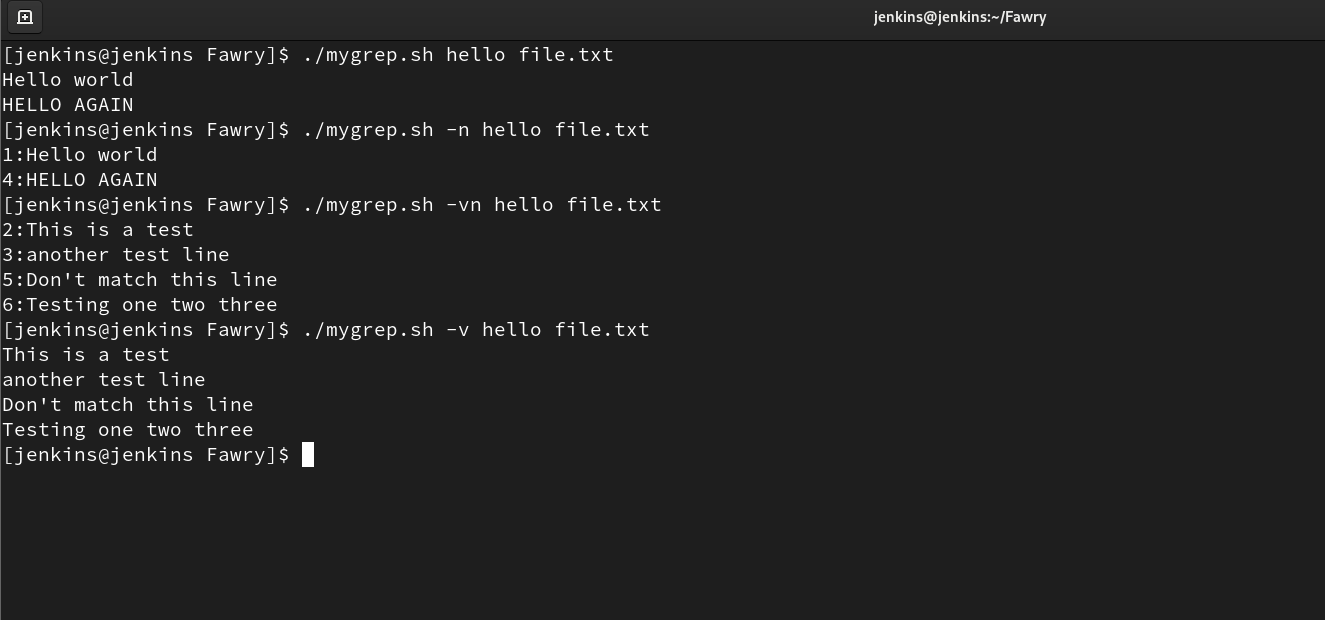 jenkins@jenkins:~/Fawry
[jenkins@jenkins Fawry]$ ./mygrep.sh hello file.txt
Hello world
HELLO AGAIN
[jenkins@jenkins Fawry]$ ./mygrep.sh -n hello file.txt
1:Hello world
4:HELLO AGAIN
[jenkins@jenkins Fawry]$ ./mygrep.sh -vn hello file.txt
2:This is a test
3:another test line
5:Don't match this line
6:Testing one two three
[jenkins@jenkins Fawry]$ ./mygrep.sh -v hello file.txt
This is a test
another test line
Don't match this line
Testing one two three
[jenkins@jenkins Fawry]$